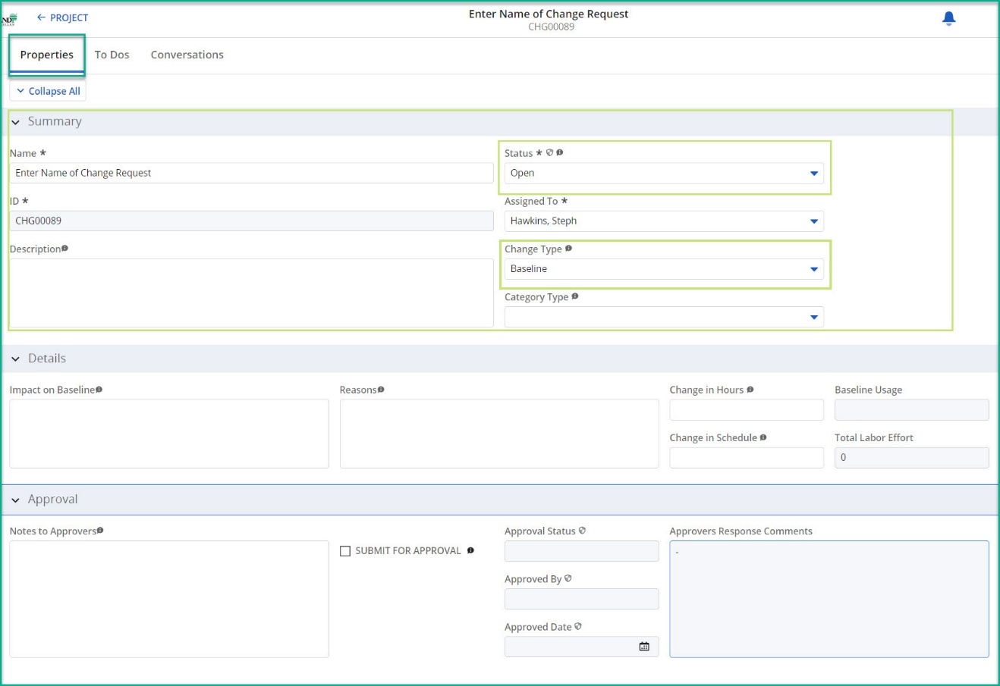 ← PROJECT
Enter Name of Change Request
CHG00089
Properties
To Dos
Conversations
Collapse All
Summary
Name *
Enter Name of Change Request
Status *
Open
ID *
CHG00089
Assigned To *
Hawkins, Steph
Description
Change Type
Baseline
Category Type
Details
Impact on Baseline
Reasons
Change in Hours
Baseline Usage
Change in Schedule
Total Labor Effort
0
Approval
Notes to Approvers
SUBMIT FOR APPROVAL
Approval Status
Approved By
Approved Date
Approvers Response Comments
-